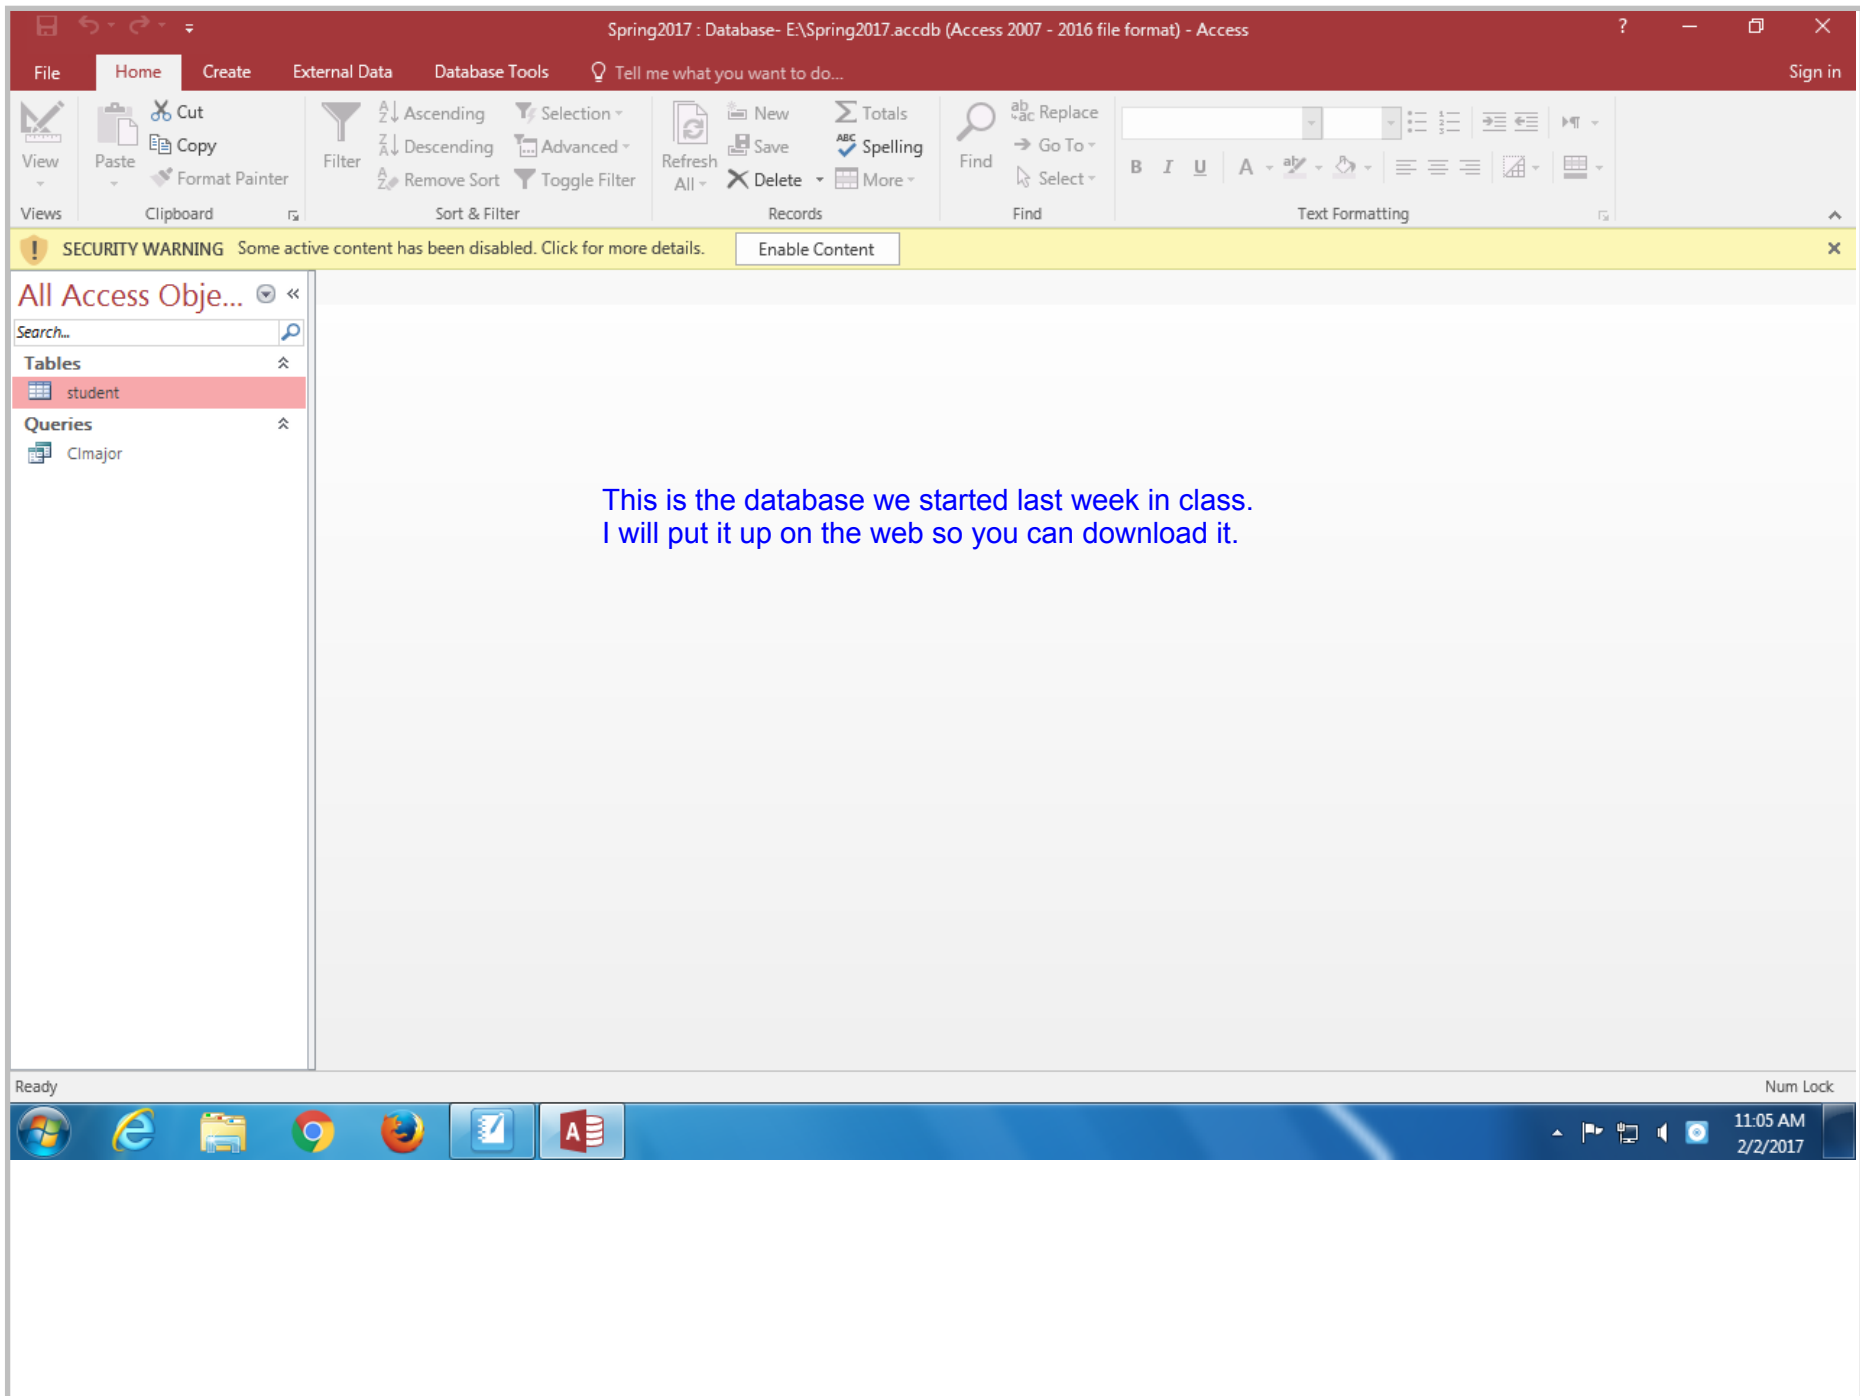 Spring2017 : Database- E:\Spring2017.accdb (Access 2007 - 2016 file format) - Access
?
File Home Create External Data Database Tools Tell me what you want to do... Sign in
View
Views
Paste
Cut
Copy
Format Painter
Clipboard
Filter
Ascending
Descending
Remove Sort
Selection
Advanced
Toggle Filter
Sort & Filter
Refresh
All
New
Save
Delete
Totals
Spelling
More
Records
Find
Replace
Go To
Select
Find
B I U A
Text Formatting
! SECURITY WARNING Some active content has been disabled. Click for more details. Enable Content
All Access Obje...
Search...
Tables
student
Queries
CImajor
This is the database we started last week in class.
I will put it up on the web so you can download it.
Ready Num Lock
11:05 AM
2/2/2017